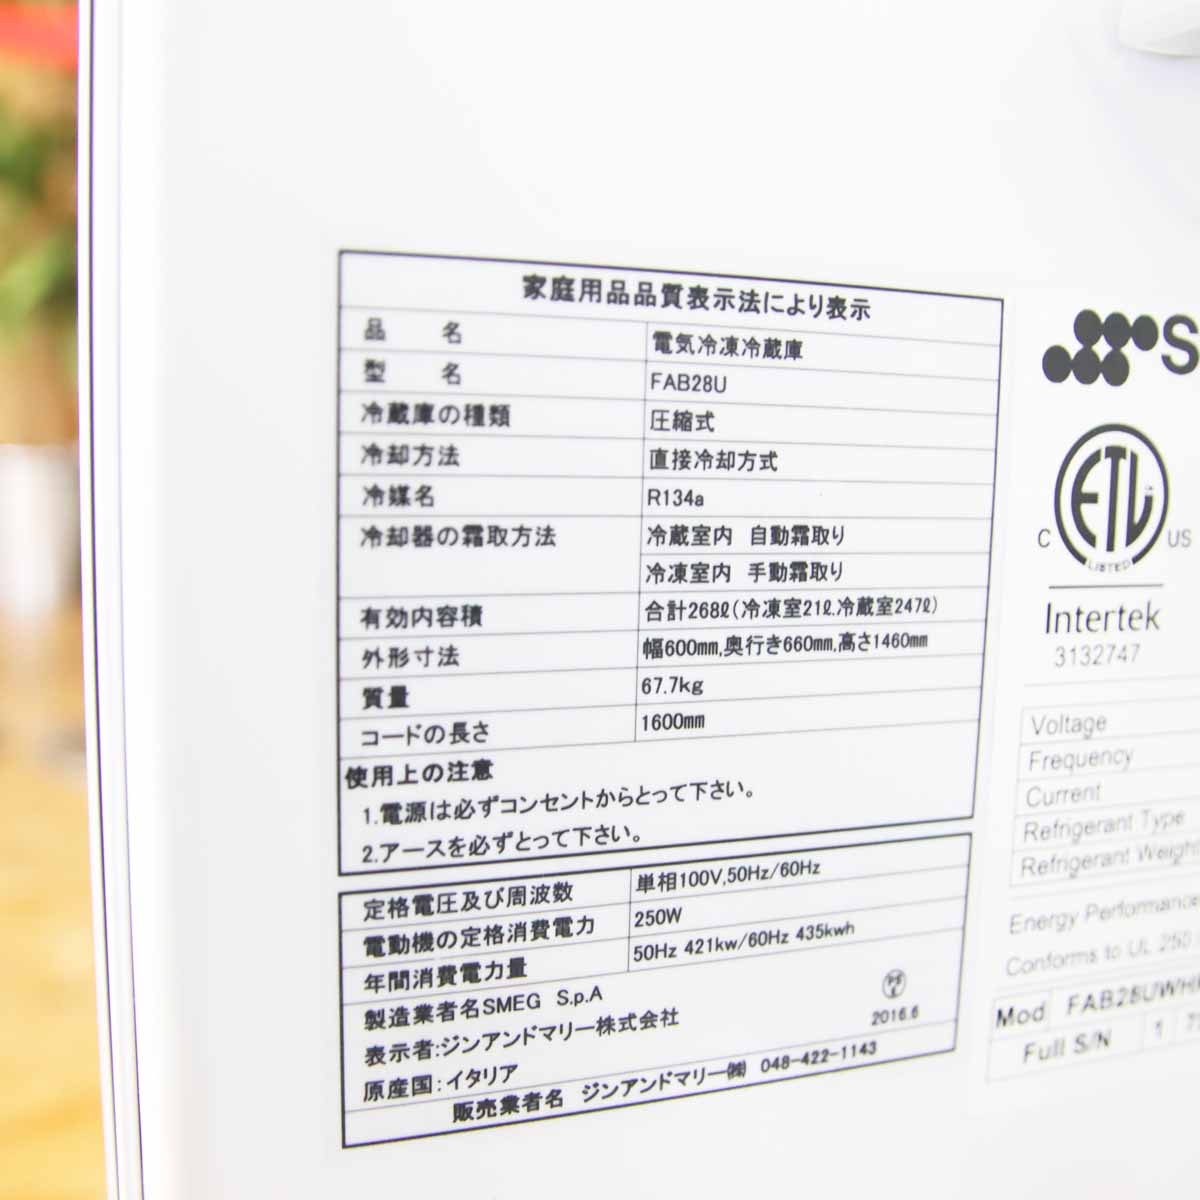 家庭用品品質表示法により表示
品 名 電気冷凍冷蔵庫
型 名 FAB28U
冷蔵庫の種類 圧縮式
冷却方法 直接冷却方式
冷媒名 R134a
冷却器の霜取方法 冷蔵室内 自動霜取り
冷凍室内 手動霜取り
有効内容積 合計268ℓ(冷凍室21ℓ.冷蔵室247ℓ)
外形寸法 幅600mm,奥行き660mm,高さ1460mm
質量 67.7kg
コードの長さ 1600mm
使用上の注意
1.電源は必ずコンセントからとって下さい。
2.アースを必ずとって下さい。
定格電圧及び周波数 単相100V,50Hz/60Hz
電動機の定格消費電力 250W
年間消費電力量 50Hz 421kw/60Hz 435kwh
製造業者名SMEG S.p.A
表示者:ジンアンドマリー株式会社 2016.6
原産国:イタリア
販売業者名 ジンアンドマリー㈱ 048-422-1143
S
C ETL US
LISTED
Intertek
3132747
Voltage
Frequency
Current
Refrigerant Type
Refrigerant Weight
Energy Performance
Conforms to UL 250
Mod FAB28UWH
Full S/N 1